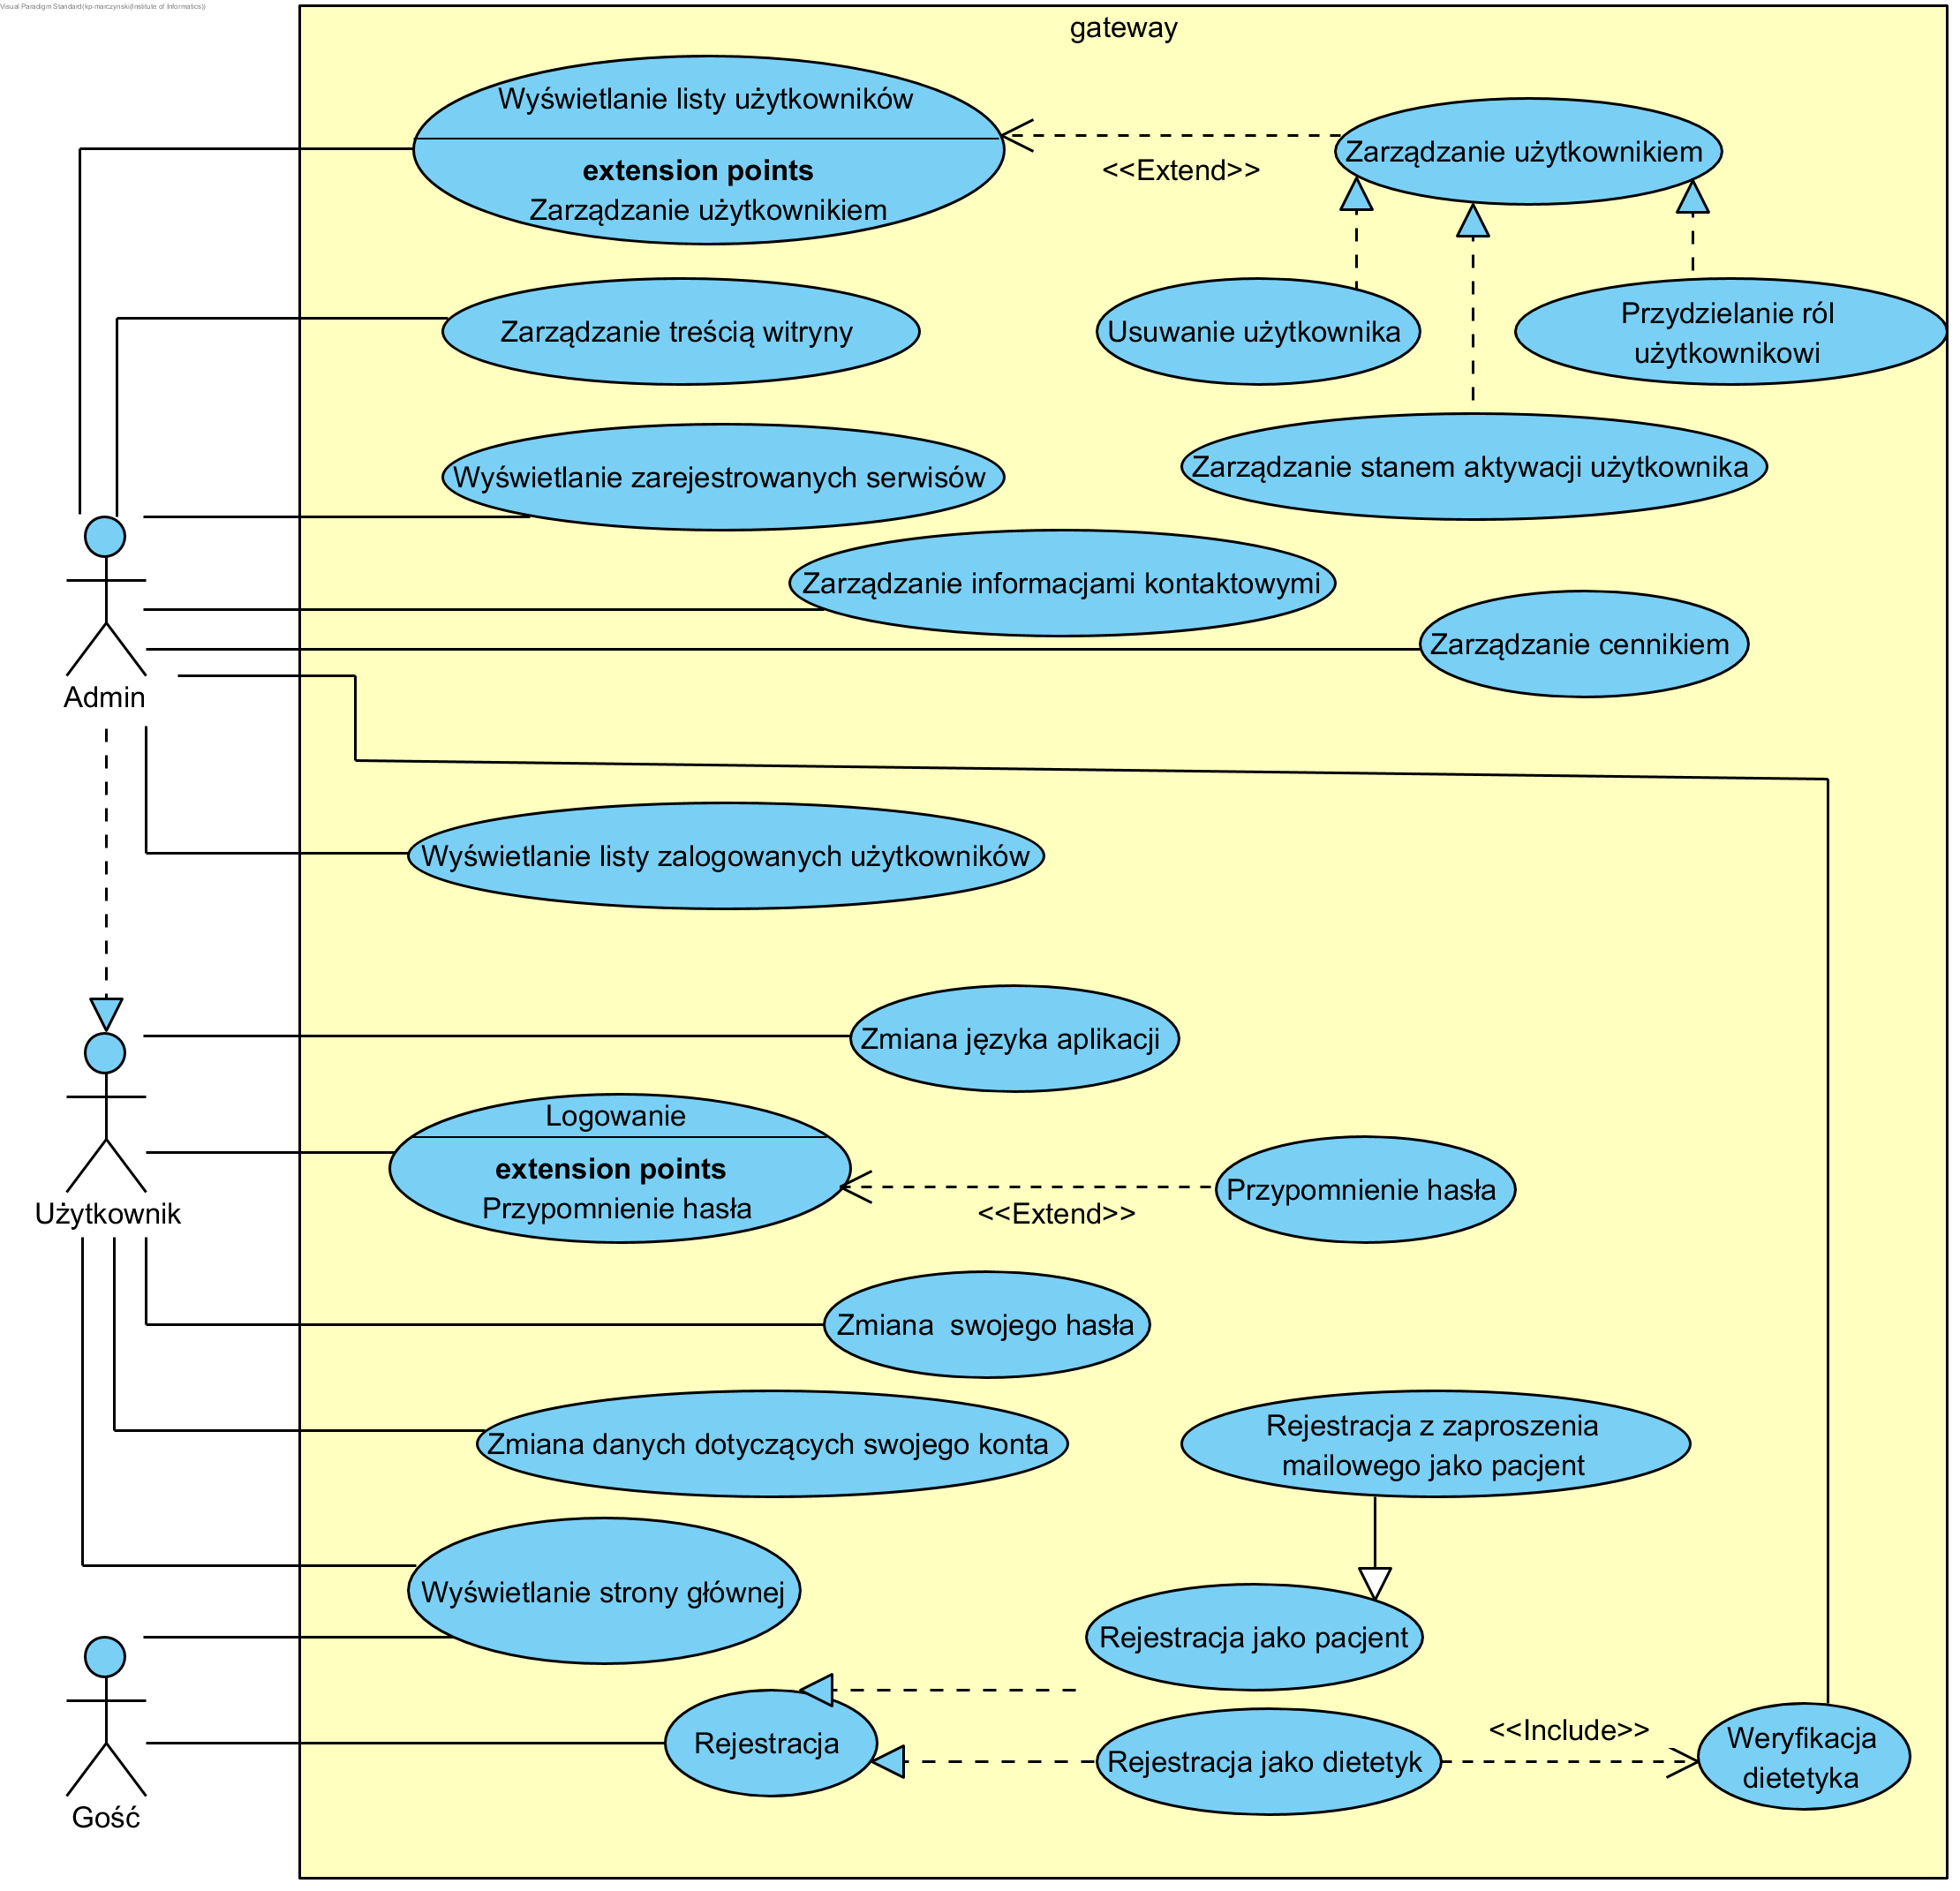 Visual Paradigm Standard(kp-marczynski(Institute of Informatics))
gateway
Wyświetlanie listy użytkowników
extension points
Zarządzanie użytkownikiem
<<Extend>>
Zarządzanie użytkownikiem
Zarządzanie treścią witryny
Usuwanie użytkownika
Przydzielanie ról
użytkownikowi
Wyświetlanie zarejestrowanych serwisów
Zarządzanie stanem aktywacji użytkownika
Zarządzanie informacjami kontaktowymi
Zarządzanie cennikiem
Admin
Wyświetlanie listy zalogowanych użytkowników
Zmiana języka aplikacji
Logowanie
extension points
Przypomnienie hasła
<<Extend>>
Przypomnienie hasła
Użytkownik
Zmiana  swojego hasła
Zmiana danych dotyczących swojego konta
Rejestracja z zaproszenia
mailowego jako pacjent
Wyświetlanie strony głównej
Rejestracja jako pacjent
Rejestracja
Rejestracja jako dietetyk
<<Include>>
Weryfikacja
dietetyka
Gość